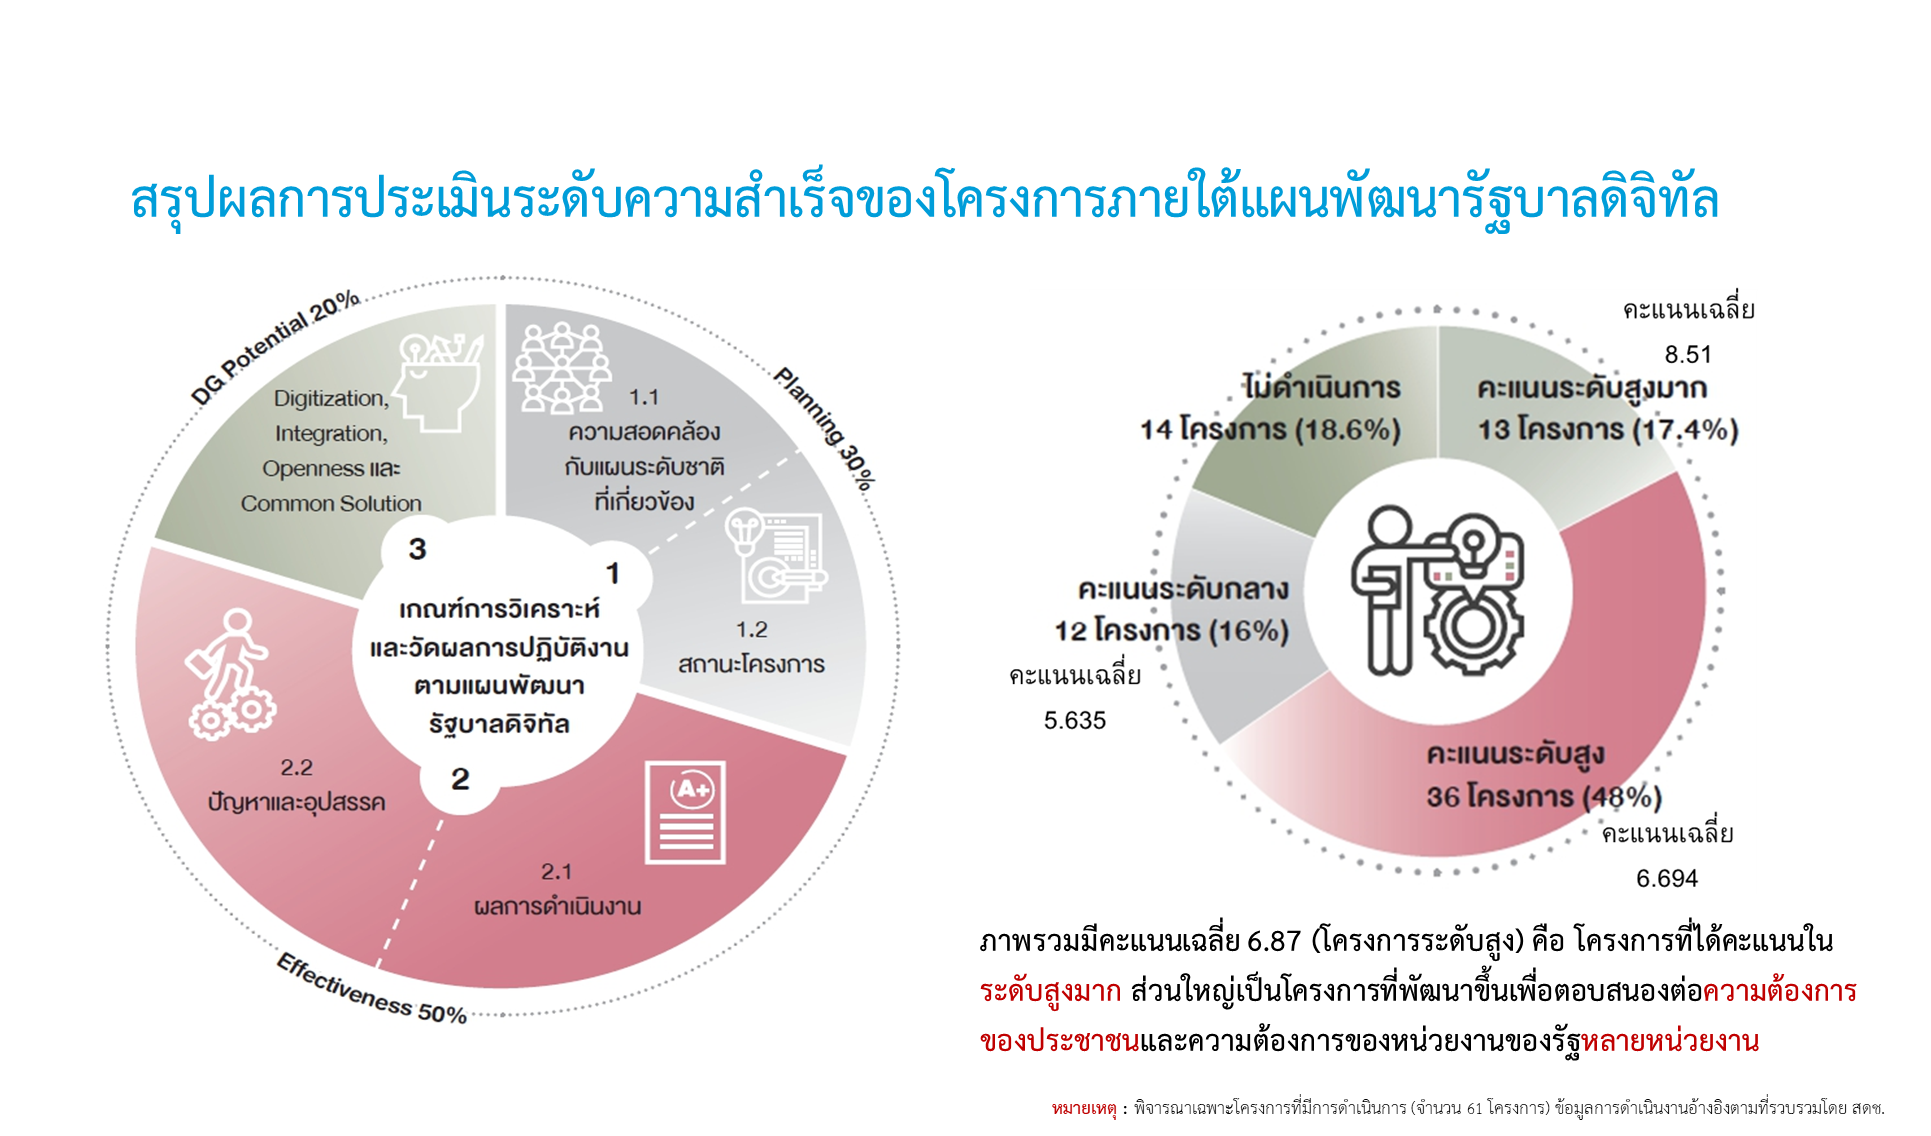 สรุปผลการประเมินระดับความสำเร็จของโครงการภายใต้แผนพัฒนารัฐบาลดิจิทัล
DG Potential 20%
Digitization,
Integration,
Openness และ
Common Solution
3
Planning 30%
1.1
ความสอดคล้อง
กับแผนระดับชาติ
ที่เกี่ยวข้อง
1
1.2
สถานะโครงการ
เกณฑ์การวิเคราะห์
และวัดผลการปฏิบัติงาน
ตามแผนพัฒนา
รัฐบาลดิจิทัล
2
2.2
ปัญหาและอุปสรรค
A+
2.1
ผลการดำเนินงาน
Effectiveness 50%
คะแนนเฉลี่ย
8.51
ไม่ดำเนินการ
14 โครงการ (18.6%)
คะแนนระดับสูงมาก
13 โครงการ (17.4%)
คะแนนระดับกลาง
12 โครงการ (16%)
คะแนนเฉลี่ย
5.635
คะแนนระดับสูง
36 โครงการ (48%)
คะแนนเฉลี่ย
6.694
ภาพรวมมีคะแนนเฉลี่ย 6.87 (โครงการระดับสูง) คือ โครงการที่ได้คะแนนใน
ระดับสูงมาก ส่วนใหญ่เป็นโครงการที่พัฒนาขึ้นเพื่อตอบสนองต่อความต้องการ
ของประชาชนและความต้องการของหน่วยงานของรัฐหลายหน่วยงาน
หมายเหตุ : พิจารณาเฉพาะโครงการที่มีการดำเนินการ (จำนวน 61 โครงการ) ข้อมูลการดำเนินงานอ้างอิงตามที่รวบรวมโดย สดช.